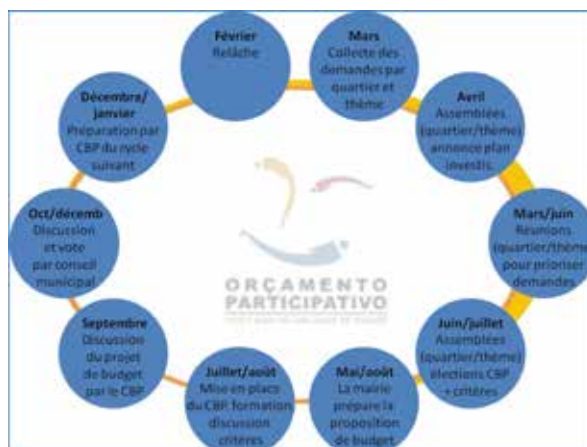 Février
Relâche
Mars
Collecte des
demandes par
quartier et
thème
Avril
Assemblées
(quartier/thème)
annonce plan
investis.
Mars/juin
Réunions
(quartier/thème)
pour prioriser
demandes
Juin/juillet
Assemblées
(quartier/thème)
élections CBP
+ critères
Mai/août
La mairie
prépare la
proposition
de budget
Juillet/août
Mise en place
du CBP, formation
discussion
critères
Septembre
Discussion
du projet
de budget
par le CBP
Oct/décemb
Discussion
et vote
par conseil
municipal
Décembre/
janvier
Préparation par
CBP du cycle
suivant
ORÇAMENTO
PARTICIPATIVO